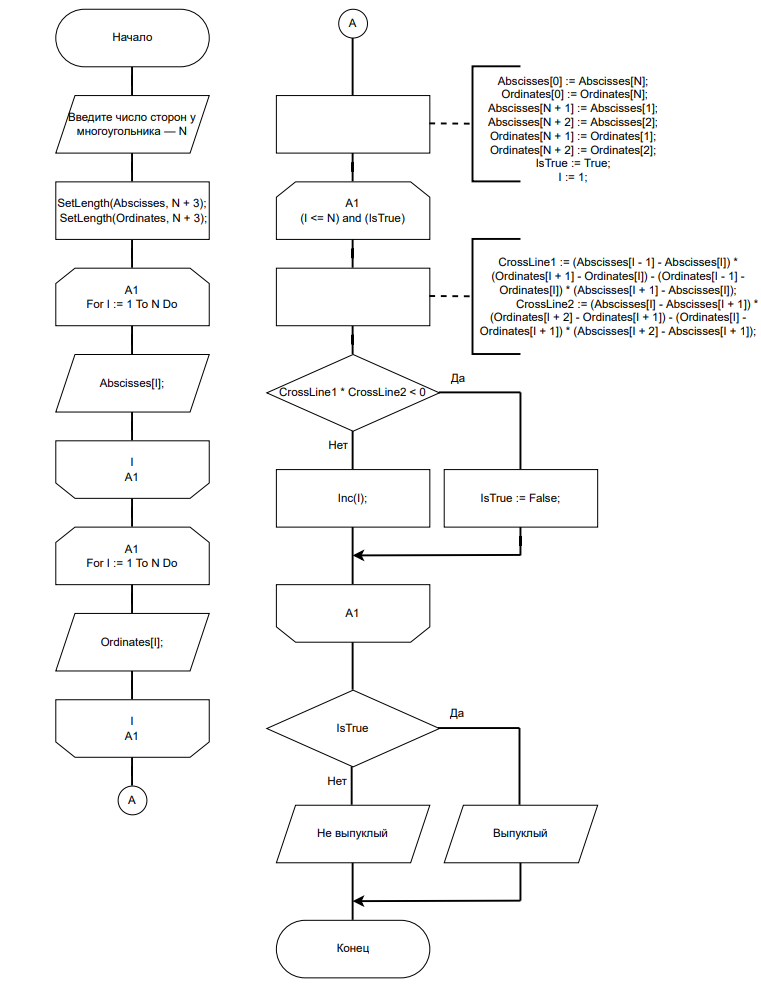 Начало
Введите число сторон у
многоугольника — N
SetLength(Abscisses, N + 3);
SetLength(Ordinates, N + 3);
A1
For I := 1 To N Do
Abscisses[I];
I
A1
A1
For I := 1 To N Do
Ordinates[I];
I
A1
A
A
Abscisses[0] := Abscisses[N];
Ordinates[0] := Ordinates[N];
Abscisses[N + 1] := Abscisses[1];
Abscisses[N + 2] := Abscisses[2];
Ordinates[N + 1] := Ordinates[1];
Ordinates[N + 2] := Ordinates[2];
IsTrue := True;
I := 1;
A1
(I <= N) and (IsTrue)
CrossLine1 := (Abscisses[I - 1] - Abscisses[I]) *
(Ordinates[I + 1] - Ordinates[I]) - (Ordinates[I - 1] -
Ordinates[I]) * (Abscisses[I + 1] - Abscisses[I]);
CrossLine2 := (Abscisses[I] - Abscisses[I + 1]) *
(Ordinates[I + 2] - Ordinates[I + 1]) - (Ordinates[I] -
Ordinates[I + 1]) * (Abscisses[I + 2] - Abscisses[I + 1]);
CrossLine1 * CrossLine2 < 0
Да
Нет
Inc(I);
IsTrue := False;
A1
IsTrue
Да
Нет
Не выпуклый
Выпуклый
Конец